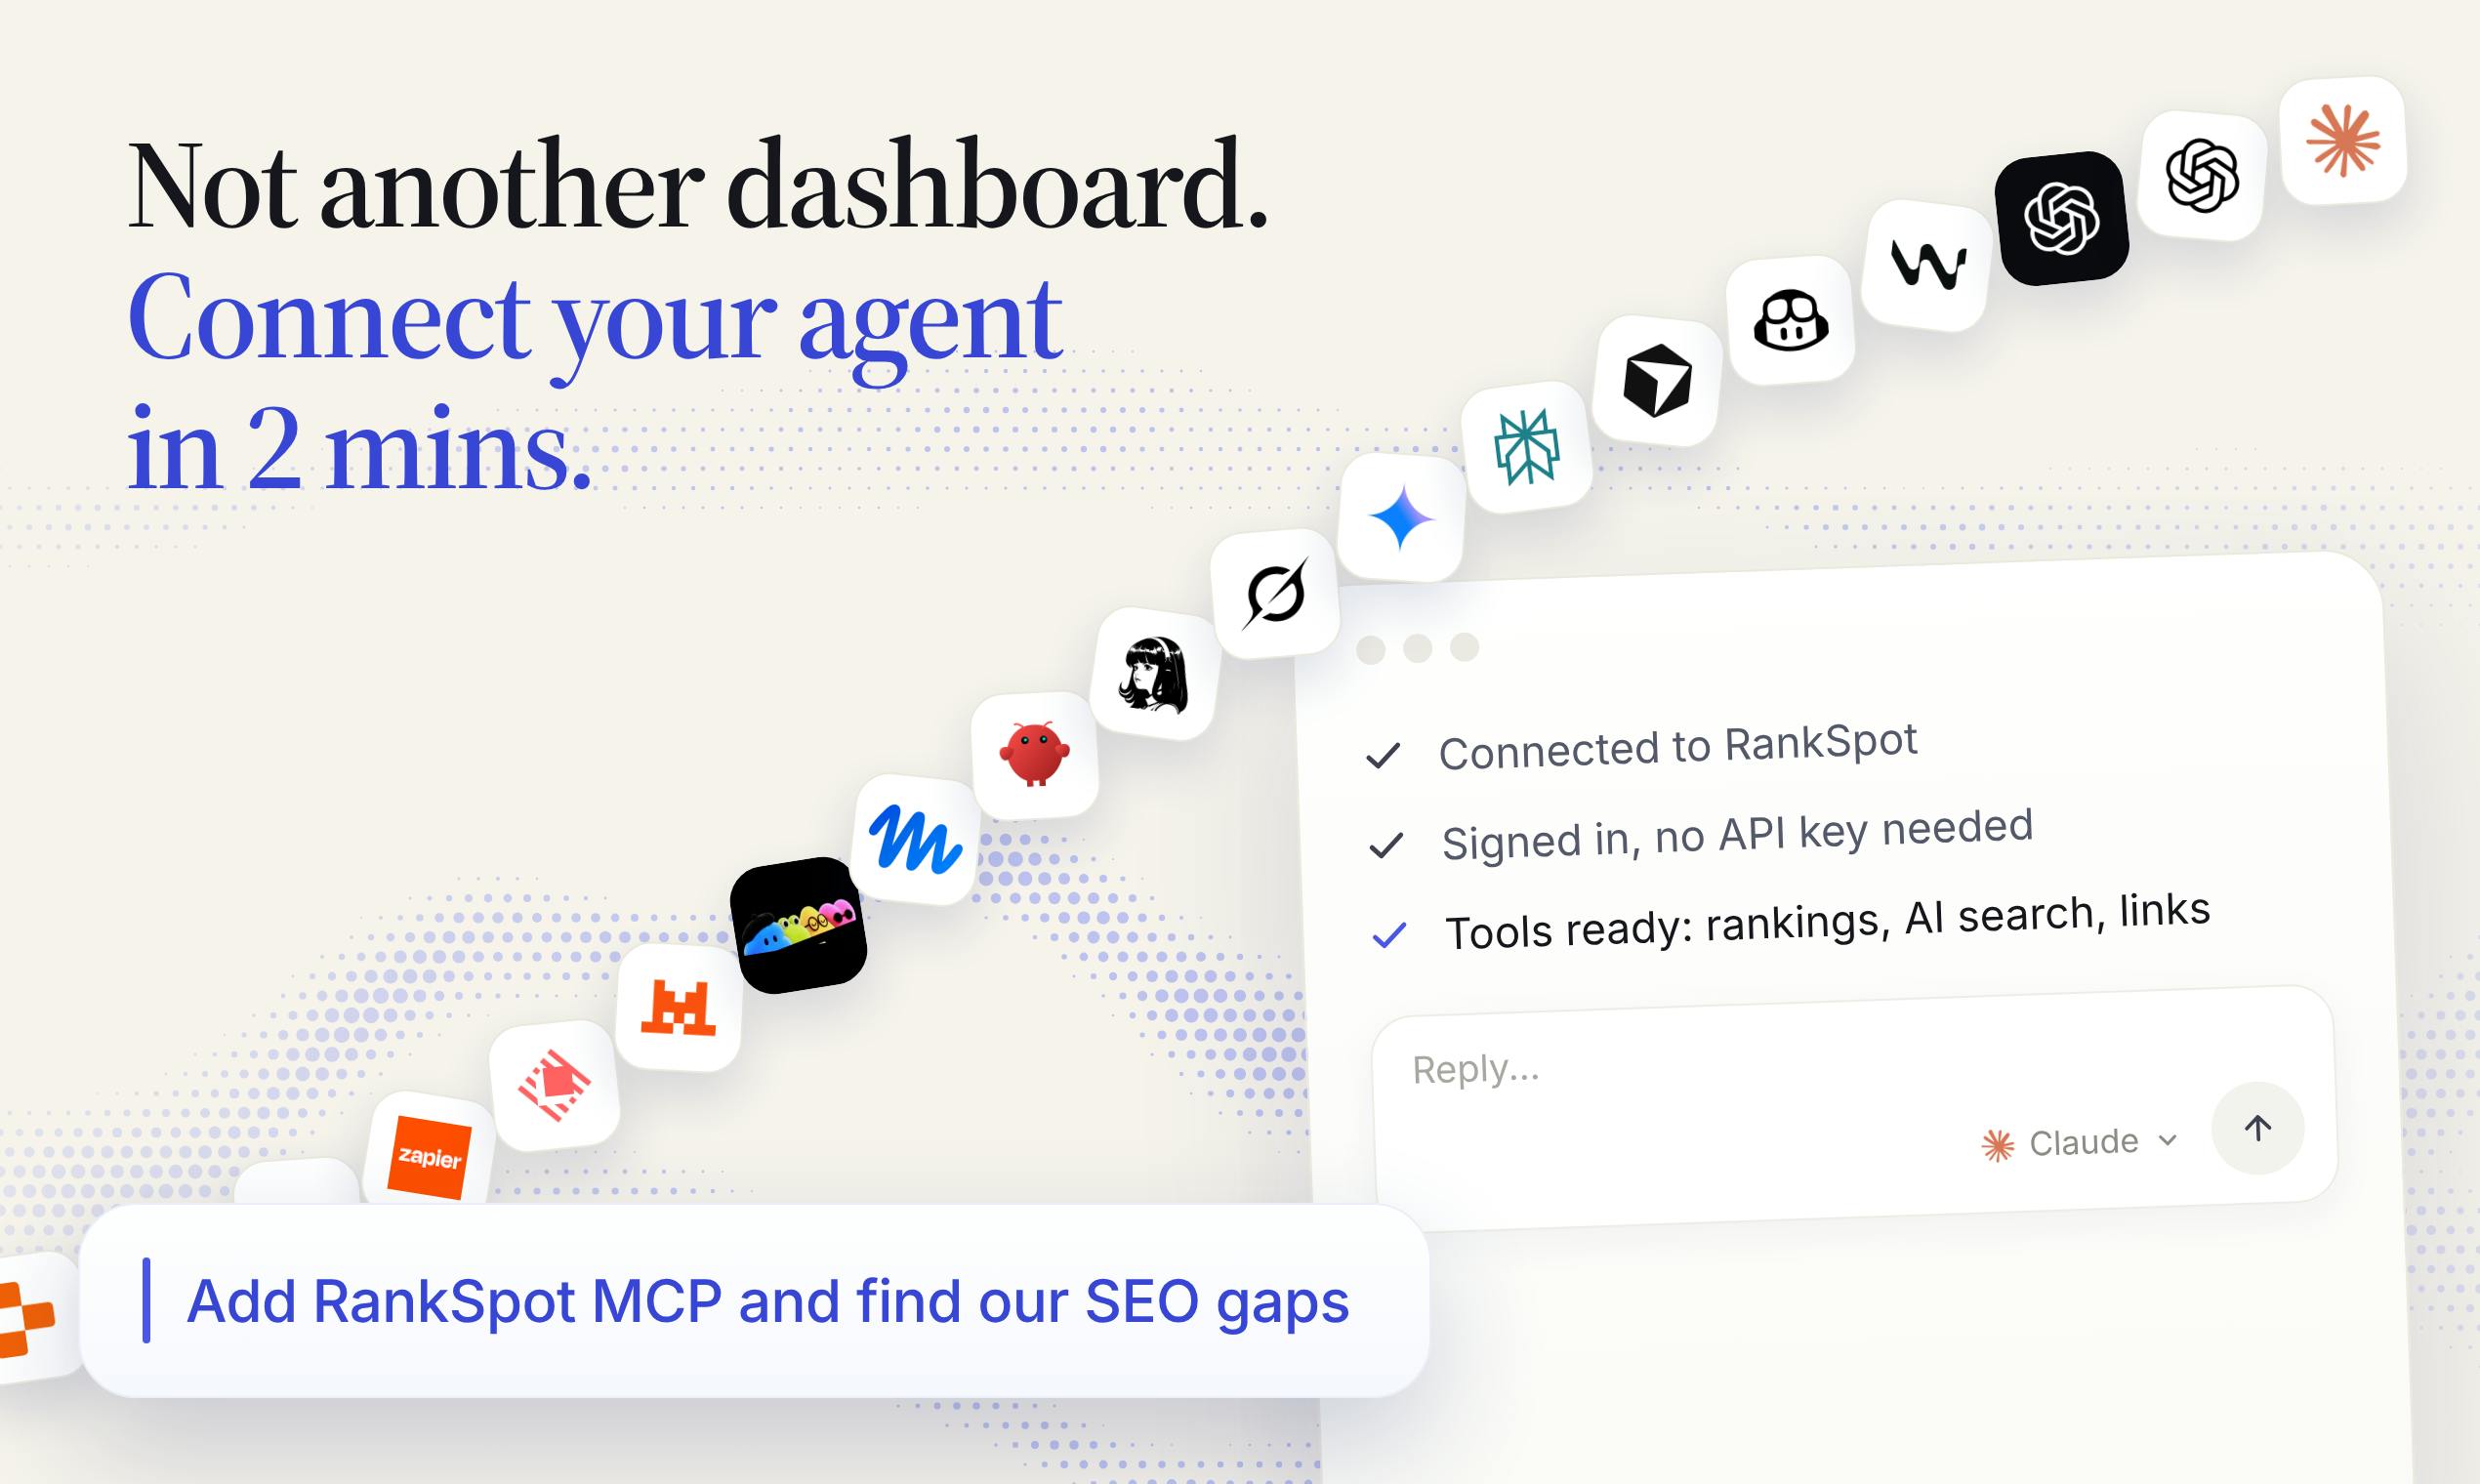 Not another dashboard.
Connect your agent
in 2 mins.
Connected to RankSpot
Signed in, no API key needed
Tools ready: rankings, AI search, links
Reply...
Claude
zapier
Add RankSpot MCP and find our SEO gaps